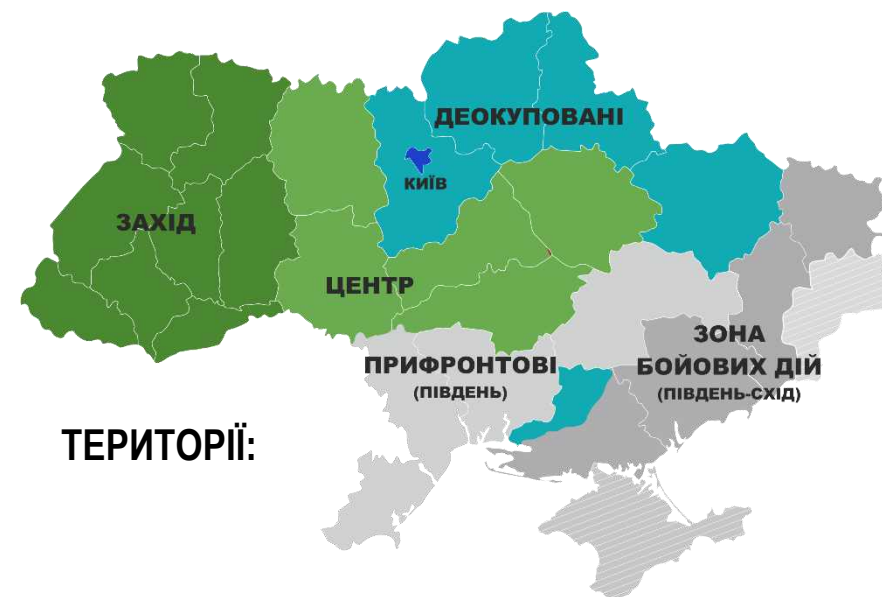 ДЕОКУПОВАНІ
КИЇВ
ЗАХІД
ЦЕНТР
ЗОНА
БОЙОВИХ ДІЙ
(ПІВДЕНЬ-СХІД)
ПРИФРОНТОВІ
(ПІВДЕНЬ)
ТЕРИТОРІЇ: